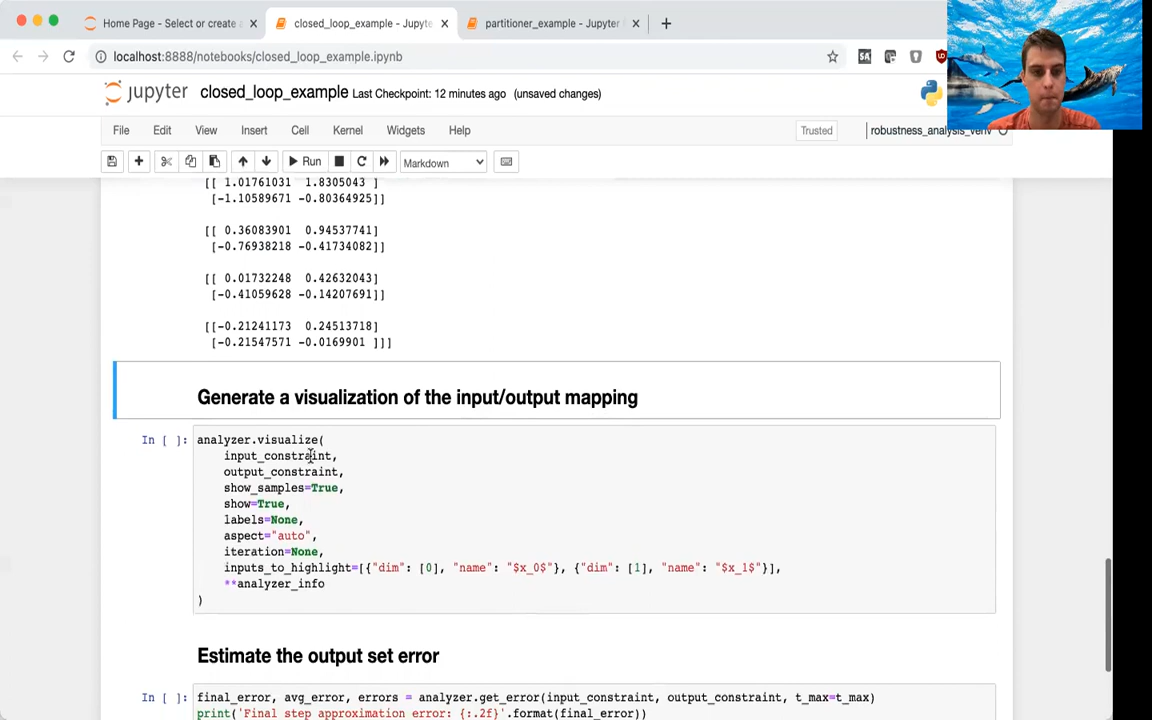 Home Page - Select or create a
closed_loop_example - Jupyte
partitioner_example - Jupyter
localhost:8888/notebooks/closed_loop_example.ipynb
jupyter closed_loop_example Last Checkpoint: 12 minutes ago (unsaved changes)
File Edit View Insert Cell Kernel Widgets Help Trusted robustness_analysis_venv
Run Markdown
[[ 1.01761031 1.8305043 ]
[-1.10589671 -0.80364925]]
[[ 0.36083901 0.94537741]
[-0.76938218 -0.41734082]]
[[ 0.01732248 0.42632043]
[-0.41059628 -0.14207691]]
[[-0.21241173 0.24513718]
[-0.21547571 -0.0169901 ]]]
Generate a visualization of the input/output mapping
In [ ]: analyzer.visualize(
input_constraint,
output_constraint,
show_samples=True,
show=True,
labels=None,
aspect="auto",
iteration=None,
inputs_to_highlight=[{"dim": [0], "name": "$x_0$"}, {"dim": [1], "name": "$x_1$"}],
**analyzer_info
)
Estimate the output set error
In [ ]: final_error, avg_error, errors = analyzer.get_error(input_constraint, output_constraint, t_max=t_max)
print('Final step approximation error: {:.2f}'.format(final_error))